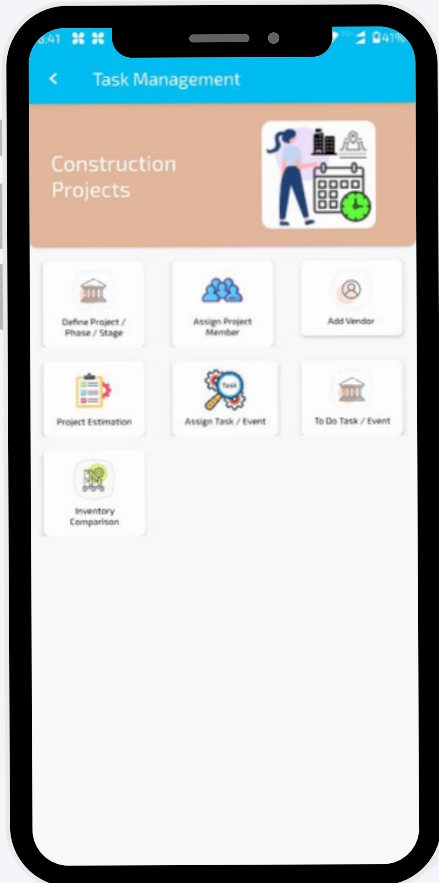 41%
Task Management
Construction
Projects
Define Project /
Phase / Stage
Assign Project
Member
Add Vendor
Project Estimation
Task
Assign Task / Event
To Do Task / Event
Inventory
Comparison